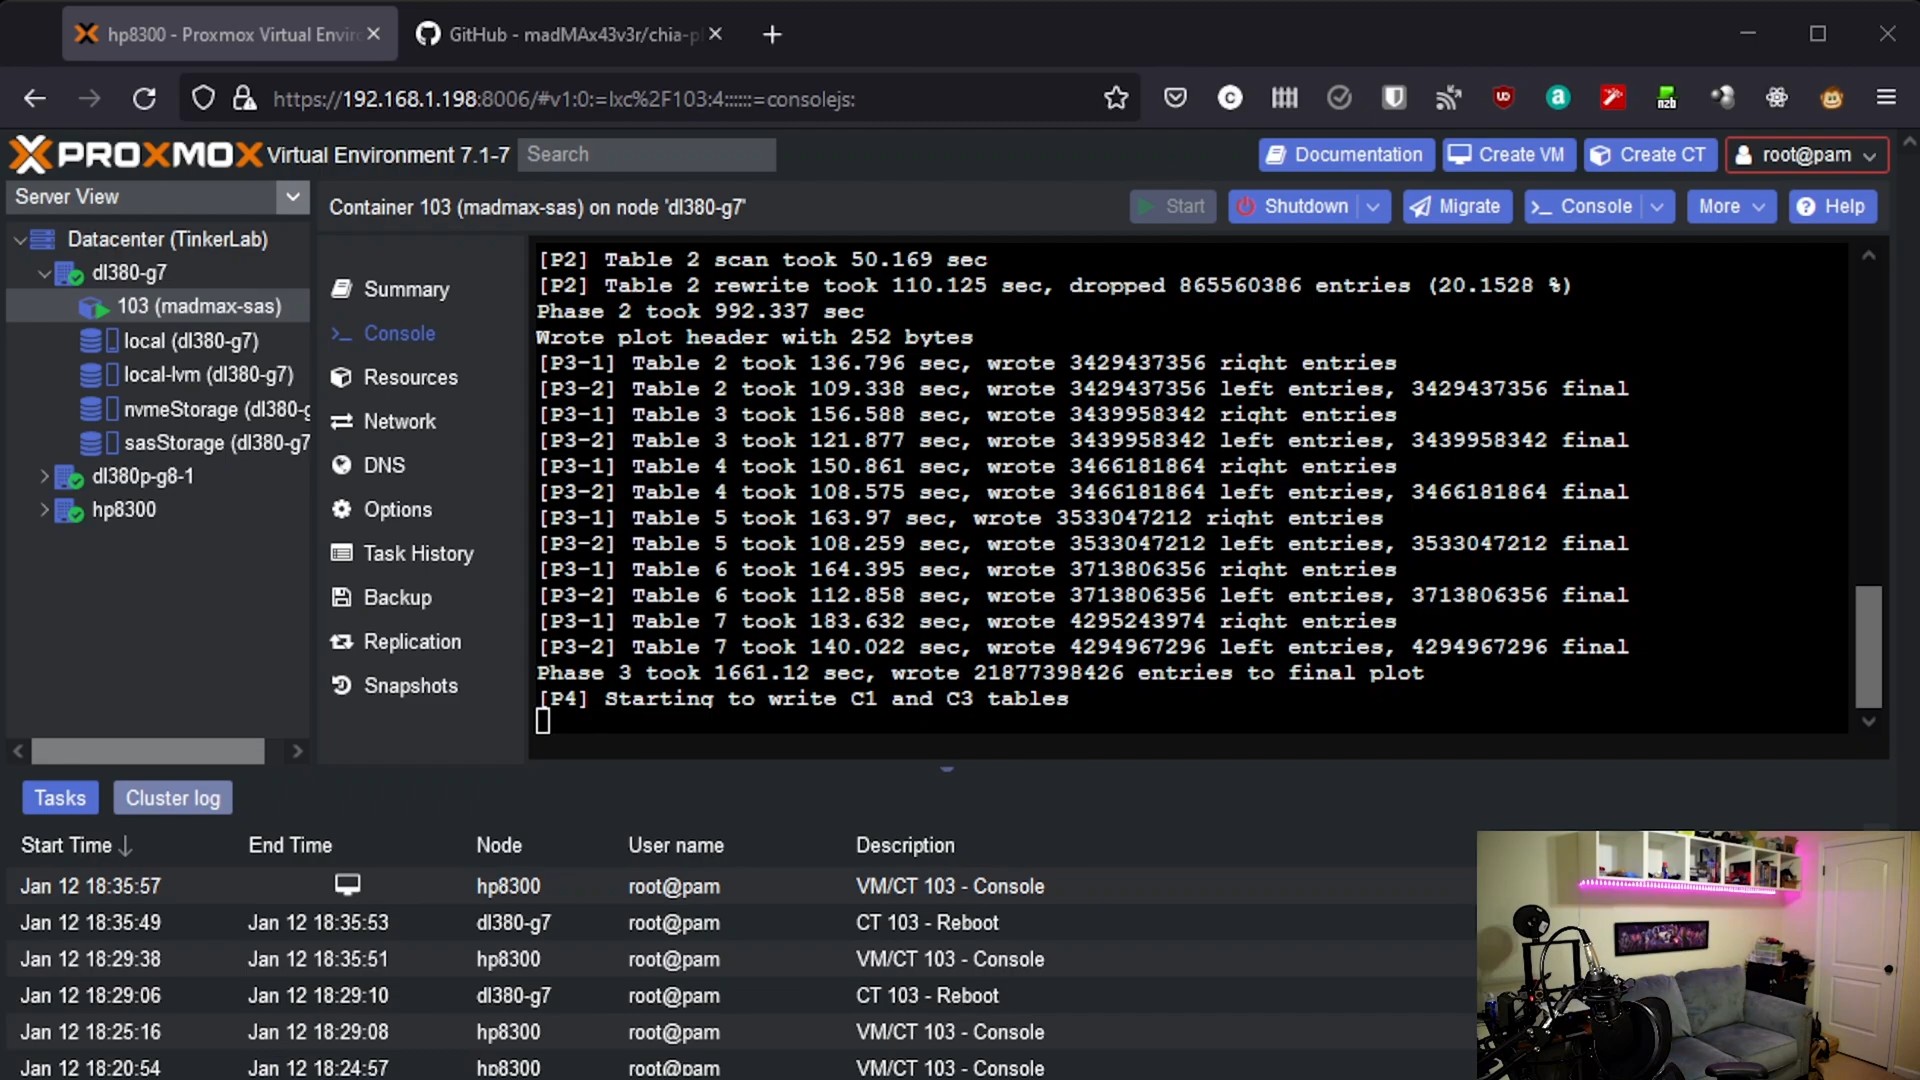 hp8300 - Proxmox Virtual Enviro
GitHub - madMAx43v3r/chia-pl
https://192.168.1.198:8006/#v1:0:=lxc%2F103:4::::::=consolejs:
PROXMOX Virtual Environment 7.1-7
Search
Documentation
Create VM
Create CT
root@pam
Server View
Container 103 (madmax-sas) on node 'dl380-g7'
Start
Shutdown
Migrate
Console
More
Help
Datacenter (TinkerLab)
dl380-g7
103 (madmax-sas)
local (dl380-g7)
local-lvm (dl380-g7)
nvmeStorage (dl380-g
sasStorage (dl380-g7
dl380p-g8-1
hp8300
Summary
Console
Resources
Network
DNS
Options
Task History
Backup
Replication
Snapshots
[P2] Table 2 scan took 50.169 sec
[P2] Table 2 rewrite took 110.125 sec, dropped 865560386 entries (20.1528 %)
Phase 2 took 992.337 sec
Wrote plot header with 252 bytes
[P3-1] Table 2 took 136.796 sec, wrote 3429437356 right entries
[P3-2] Table 2 took 109.338 sec, wrote 3429437356 left entries, 3429437356 final
[P3-1] Table 3 took 156.588 sec, wrote 3439958342 right entries
[P3-2] Table 3 took 121.877 sec, wrote 3439958342 left entries, 3439958342 final
[P3-1] Table 4 took 150.861 sec, wrote 3466181864 right entries
[P3-2] Table 4 took 108.575 sec, wrote 3466181864 left entries, 3466181864 final
[P3-1] Table 5 took 163.97 sec, wrote 3533047212 right entries
[P3-2] Table 5 took 108.259 sec, wrote 3533047212 left entries, 3533047212 final
[P3-1] Table 6 took 164.395 sec, wrote 3713806356 right entries
[P3-2] Table 6 took 112.858 sec, wrote 3713806356 left entries, 3713806356 final
[P3-1] Table 7 took 183.632 sec, wrote 4295243974 right entries
[P3-2] Table 7 took 140.022 sec, wrote 4294967296 left entries, 4294967296 final
Phase 3 took 1661.12 sec, wrote 21877398426 entries to final plot
[P4] Starting to write C1 and C3 tables
Tasks
Cluster log
Start Time End Time Node User name Description
Jan 12 18:35:57 hp8300 root@pam VM/CT 103 - Console
Jan 12 18:35:49 Jan 12 18:35:53 dl380-g7 root@pam CT 103 - Reboot
Jan 12 18:29:38 Jan 12 18:35:51 hp8300 root@pam VM/CT 103 - Console
Jan 12 18:29:06 Jan 12 18:29:10 dl380-g7 root@pam CT 103 - Reboot
Jan 12 18:25:16 Jan 12 18:29:08 hp8300 root@pam VM/CT 103 - Console
Jan 12 18:20:54 Jan 12 18:24:57 hp8300 root@pam VM/CT 103 - Console